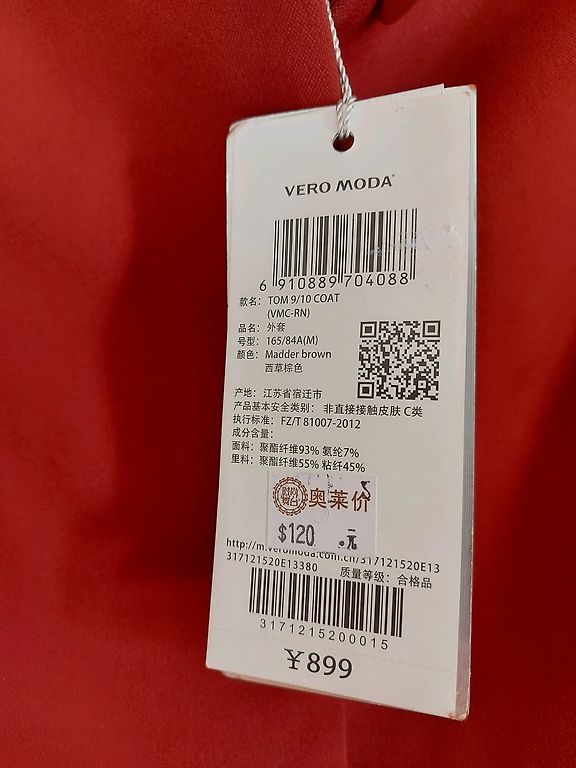 VERO MODA
6 910889 704088
款名: TOM 9/10 COAT
(VMC-RN)
品名: 外套
号型: 165/84A(M)
颜色: Madder brown
西草棕色
产地: 江苏省宿迁市
产品基本安全类别: 非直接接触皮肤 C类
执行标准: FZ/T 81007-2012
成分含量:
面料: 聚酯纤维93% 氨纶7%
里料: 聚酯纤维55% 粘纤45%
奥莱价
$120 元
http://m.veromoda.com.cn/317121520E13
317121520E13380 质量等级: 合格品
3171215200015
¥899